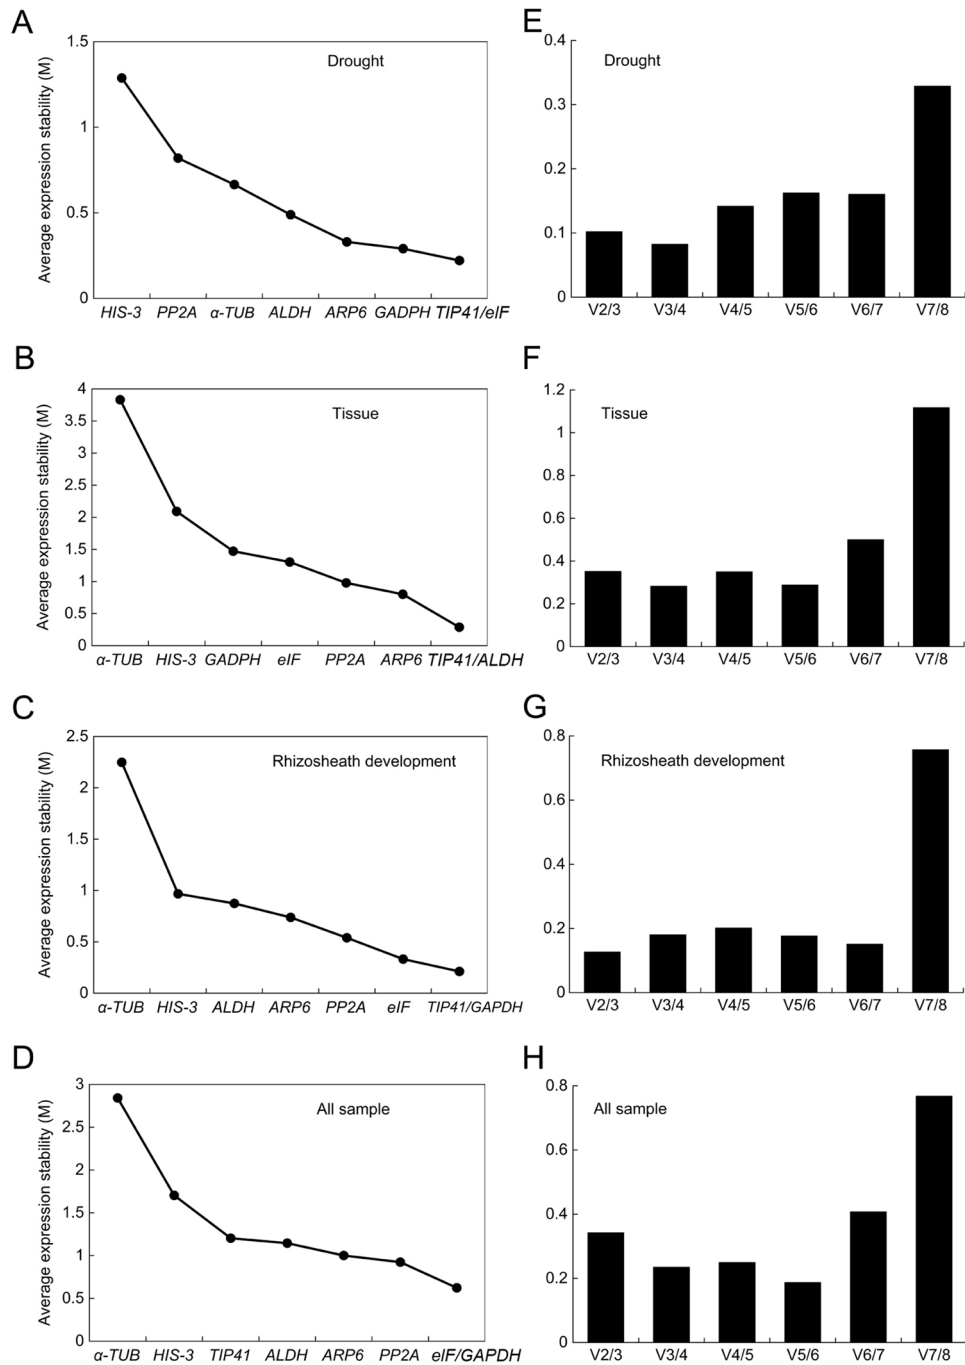 A
Average expression stability (M)
1.5
1
0.5
0
Drought
HIS-3 PP2A α-TUB ALDH ARP6 GADPH TIP41/eIF
E
0.4
0.3
0.2
0.1
0
Drought
V2/3 V3/4 V4/5 V5/6 V6/7 V7/8
B
Average expression stability (M)
4
3.5
3
2.5
2
1.5
1
0.5
0
Tissue
α-TUB HIS-3 GADPH eIF PP2A ARP6 TIP41/ALDH
F
1.2
1
0.8
0.6
0.4
0.2
0
Tissue
V2/3 V3/4 V4/5 V5/6 V6/7 V7/8
C
Average expression stability (M)
2.5
2
1.5
1
0.5
0
Rhizosheath development
α-TUB HIS-3 ALDH ARP6 PP2A eIF TIP41/GAPDH
G
0.8
0.6
0.4
0.2
0
Rhizosheath development
V2/3 V3/4 V4/5 V5/6 V6/7 V7/8
D
Average expression stability (M)
3
2.5
2
1.5
1
0.5
0
All sample
α-TUB HIS-3 TIP41 ALDH ARP6 PP2A eIF/GAPDH
H
0.8
0.6
0.4
0.2
0
All sample
V2/3 V3/4 V4/5 V5/6 V6/7 V7/8